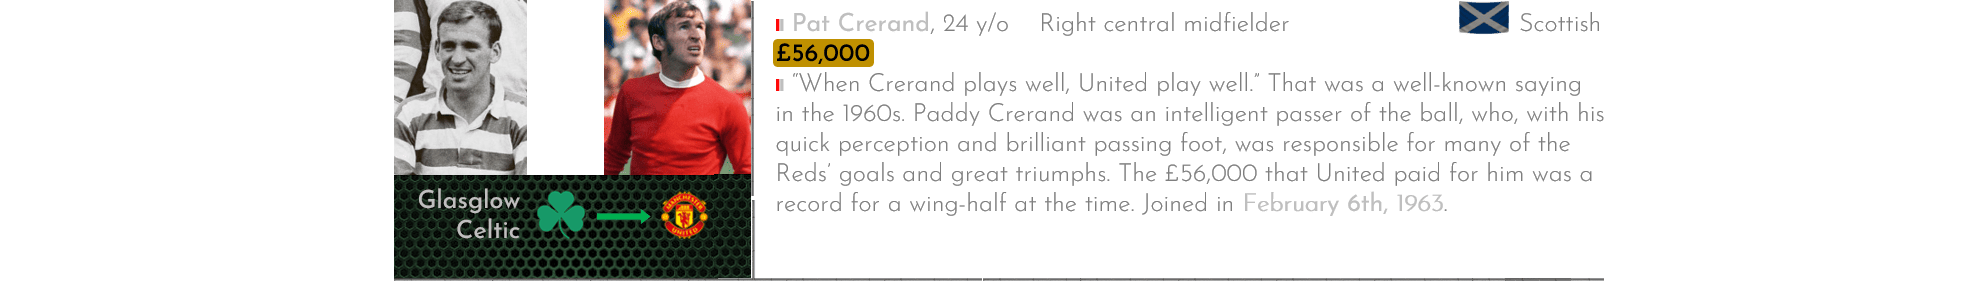 Pat Crerand, 24 y/o Right central midfielder Scottish
£56,000
"When Crerand plays well, United play well." That was a well-known saying
in the 1960s. Paddy Crerand was an intelligent passer of the ball, who, with his
quick perception and brilliant passing foot, was responsible for many of the
Reds' goals and great triumphs. The £56,000 that United paid for him was a
record for a wing-half at the time. Joined in February 6th, 1963.
Glasglow
Celtic
MANCHESTER
UNITED